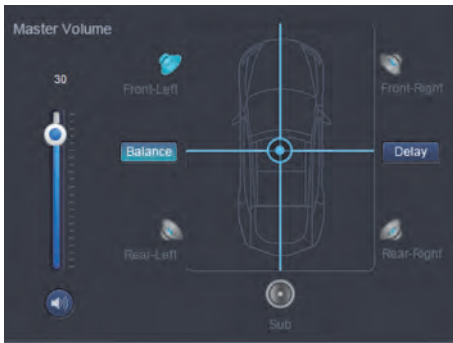 Master Volume
30
Front-Left
Front-Right
Balance
Delay
Rear-Left
Rear-Right
Sub